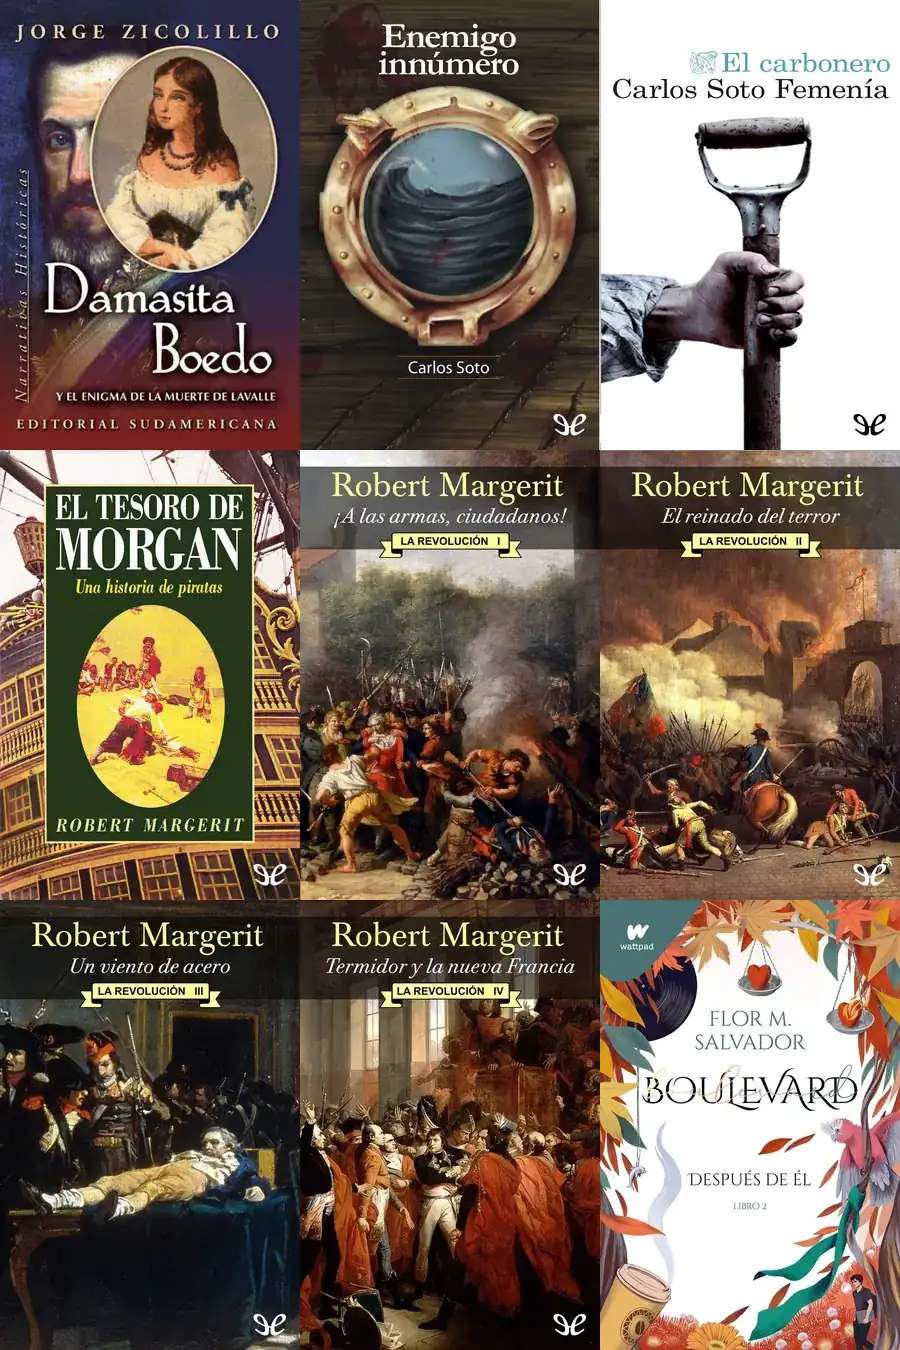 JORGE ZICOLILLO
Narrativas Históricas
Damasita
Boedo
Y EL ENIGMA DE LA MUERTE DE LAVALLE
EDITORIAL SUDAMERICANA
Enemigo
innúmero
Carlos Soto
El carbonero
Carlos Soto Femenía
EL TESORO DE
MORGAN
Una historia de piratas
ROBERT MARGERIT
Robert Margerit
¡A las armas, ciudadanos!
LA REVOLUCIÓN I
Robert Margerit
El reinado del terror
LA REVOLUCIÓN II
Robert Margerit
Un viento de acero
LA REVOLUCIÓN III
Robert Margerit
Termidor y la nueva Francia
LA REVOLUCIÓN IV
w
wattpad
FLOR M.
SALVADOR
BOULEVARD
DESPUÉS DE ÉL
LIBRO 2